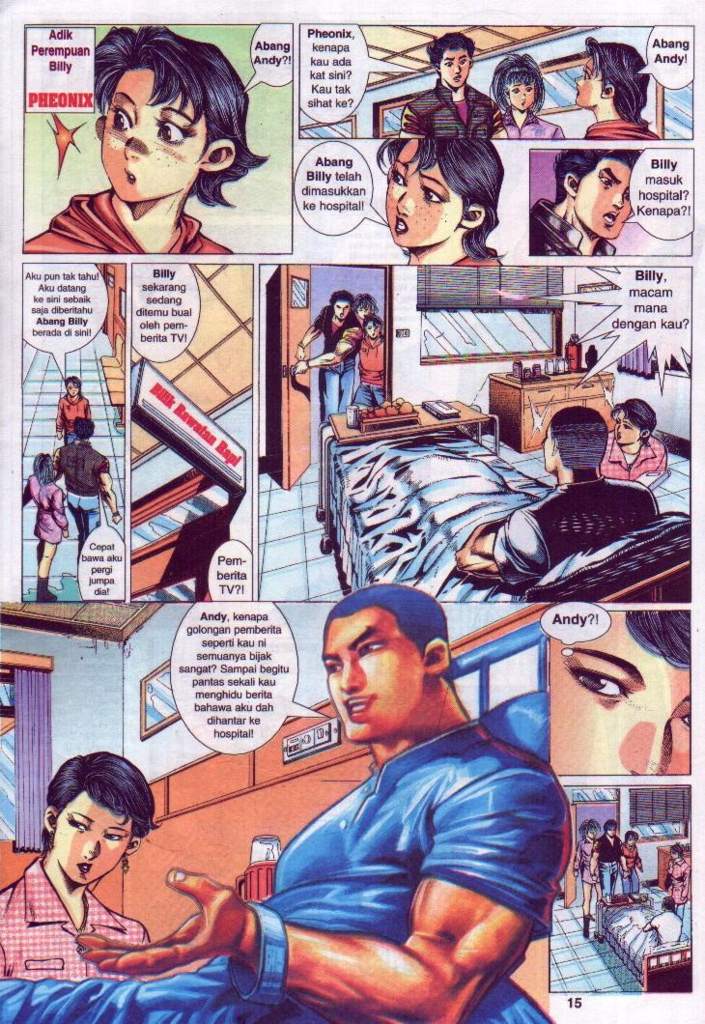 Adik
Perempuan
Billy
PHEONIX
Abang
Andy?!
Pheonix,
kenapa
kau ada
kat sini?
Kau tak
sihat ke?
Abang
Andy!
Abang
Billy telah
dimasukkan
ke hospital!
Billy
masuk
hospital?
Kenapa?!
Aku pun tak tahu!
Aku datang
ke sini sebaik
saja diberitahu
Abang Billy
berada di sini!
Cepat
bawa aku
pergi
jumpa
dia!
Billy
sekarang
sedang
ditemu bual
oleh pem-
berita TV!
Bilik Rawatan Rapi
Pem-
berita
TV?!
Billy,
macam
mana
dengan kau?
Andy, kenapa
golongan pemberita
seperti kau ni
semuanya bijak
sangat? Sampai begitu
pantas sekali kau
menghidu berita
bahawa aku dah
dihantar ke
hospital!
Andy?!
15